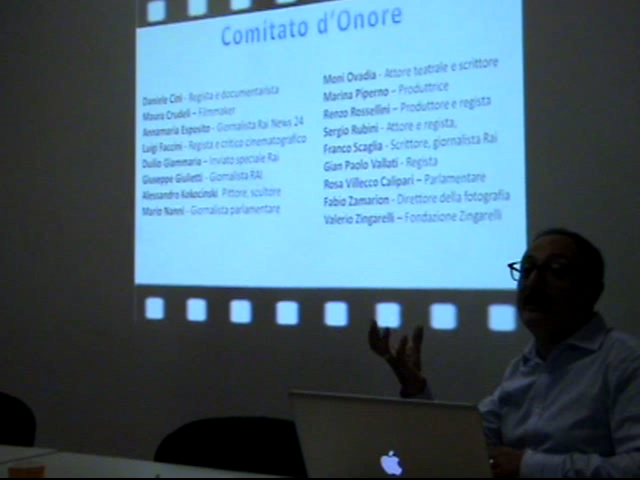 Comitato d'Onore
Daniele Cini - Regista e documentarista
Mauro Crudeli – Filmmaker
Annamaria Esposito - Giornalista Rai News 24
Luigi Faccini - Regista e critico cinematografico
Duilio Giammaria – Inviato speciale Rai
Giuseppe Giulietti - Giornalista RAI
Alessandro Kokocinski Pittore, scultore
Mario Nanni - Giornalista parlamentare
Moni Ovadia - Attore teatrale e scrittore
Marina Piperno – Produttrice
Renzo Rossellini – Produttore e regista
Sergio Rubini - Attore e regista,
Franco Scaglia - Scrittore, giornalista Rai
Gian Paolo Vallati - Regista
Rosa Villecco Calipari – Parlamentare
Fabio Zamarion - Direttore della fotografia
Valerio Zingarelli – Fondazione Zingarelli